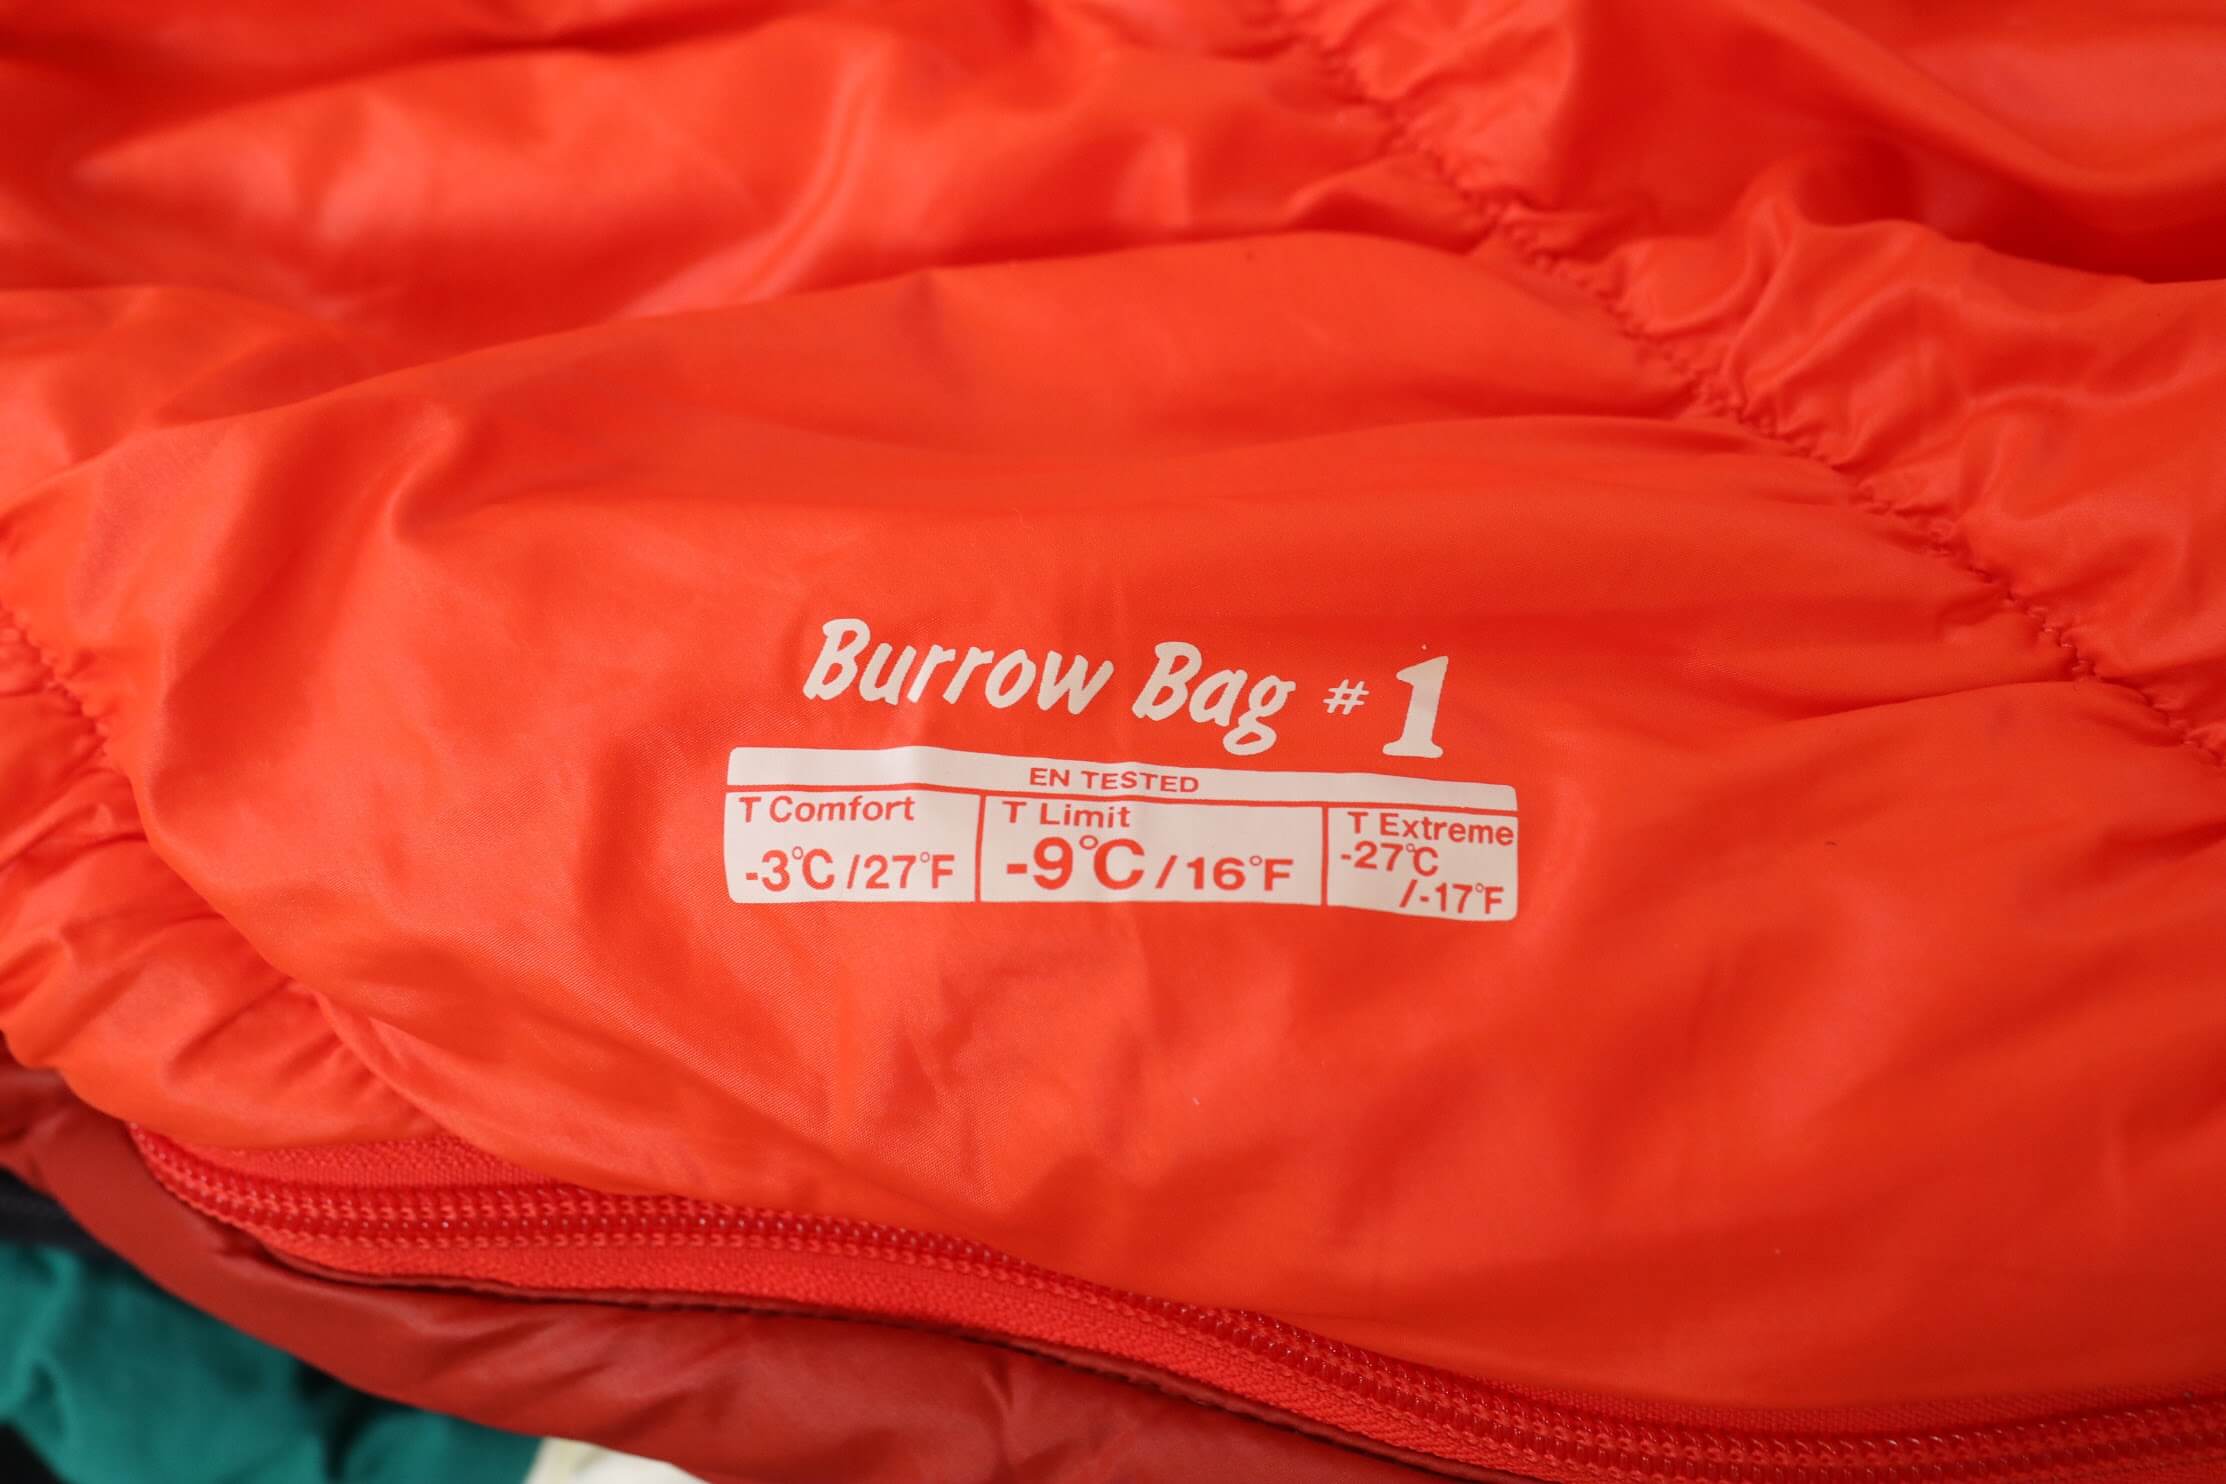 Burrow Bag #1
EN TESTED
T Comfort
-3°C/27°F
T Limit
-9°C/16°F
T Extreme
-27°C
/-17°F